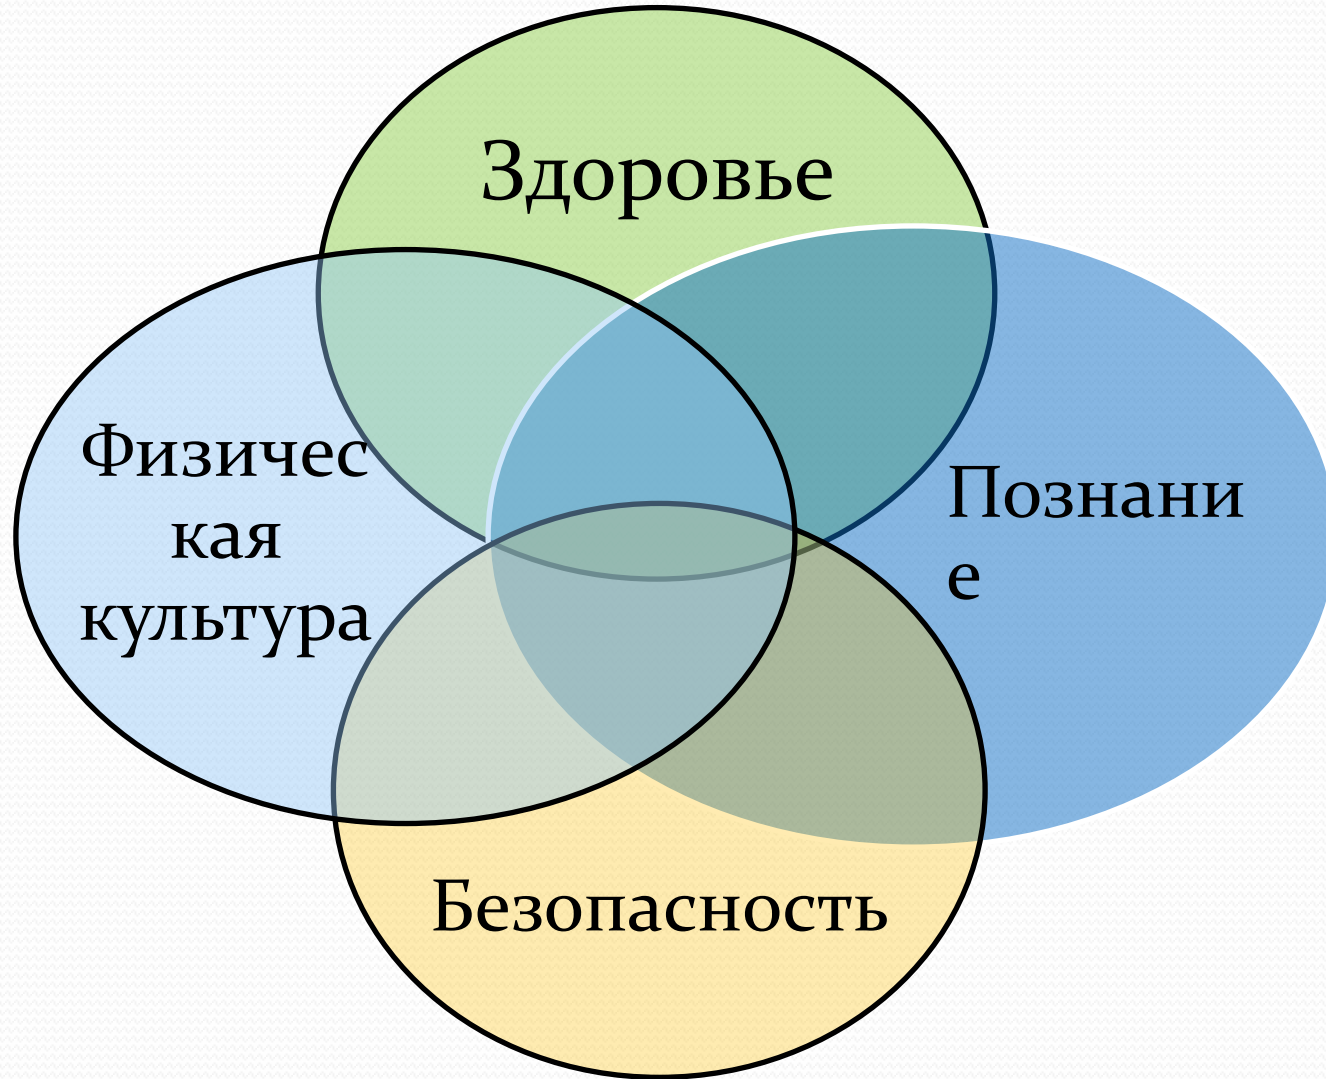 Здоровье
Физичес
кая
культура
Познани
е
Безопасность